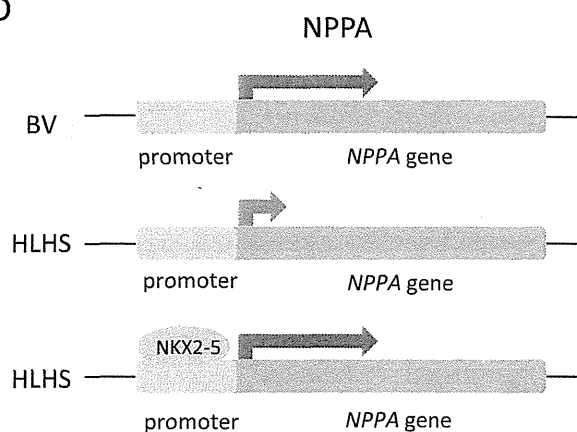 D
NPPA
BV
promoter NPPA gene
HLHS
promoter NPPA gene
NKX2-5
HLHS
promoter NPPA gene